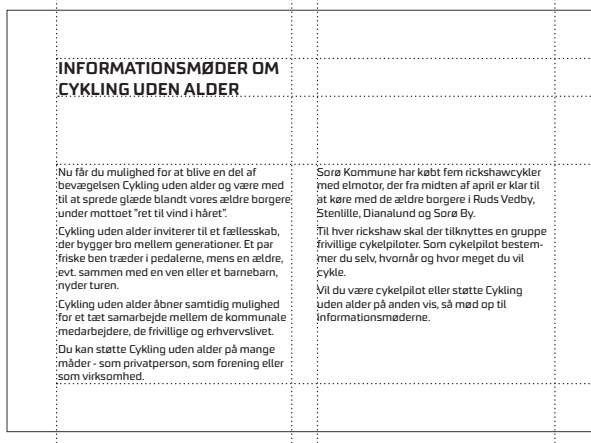 INFORMATIONSMØDER OM
CYKLING UDEN ALDER
Nu får du mulighed for at blive en del af
bevægelsen Cykling uden alder og være med
til at sprede glæde blandt vores ældre borgere
under mottoet "ret til vind i håret".
Cykling uden alder inviterer til et fællesskab,
der bygger bro mellem generationer. Et par
friske ben træder i pedalerne, mens en ældre,
evt. sammen med en ven eller et barnebarn,
nyder turen.
Cykling uden alder åbner samtidig mulighed
for et tæt samarbejde mellem de kommunale
medarbejdere, de frivillige og erhvervslivet.
Du kan støtte Cykling uden alder på mange
måder - som privatperson, som forening eller
som virksomhed.
Sorø Kommune har købt fem rickshawcykler
med elmotor, der fra midten af april er klar til
at køre med de ældre borgere i Ruds Vedby,
Stenlille, Dianalund og Sorø By.
Til hver rickshaw skal der tilknyttes en gruppe
frivillige cykelpiloter. Som cykelpilot bestem-
mer du selv, hvornår og hvor meget du vil
cykle.
Vil du være cykelpilot eller støtte Cykling
uden alder på anden vis, så mød op til
informationsmøderne.